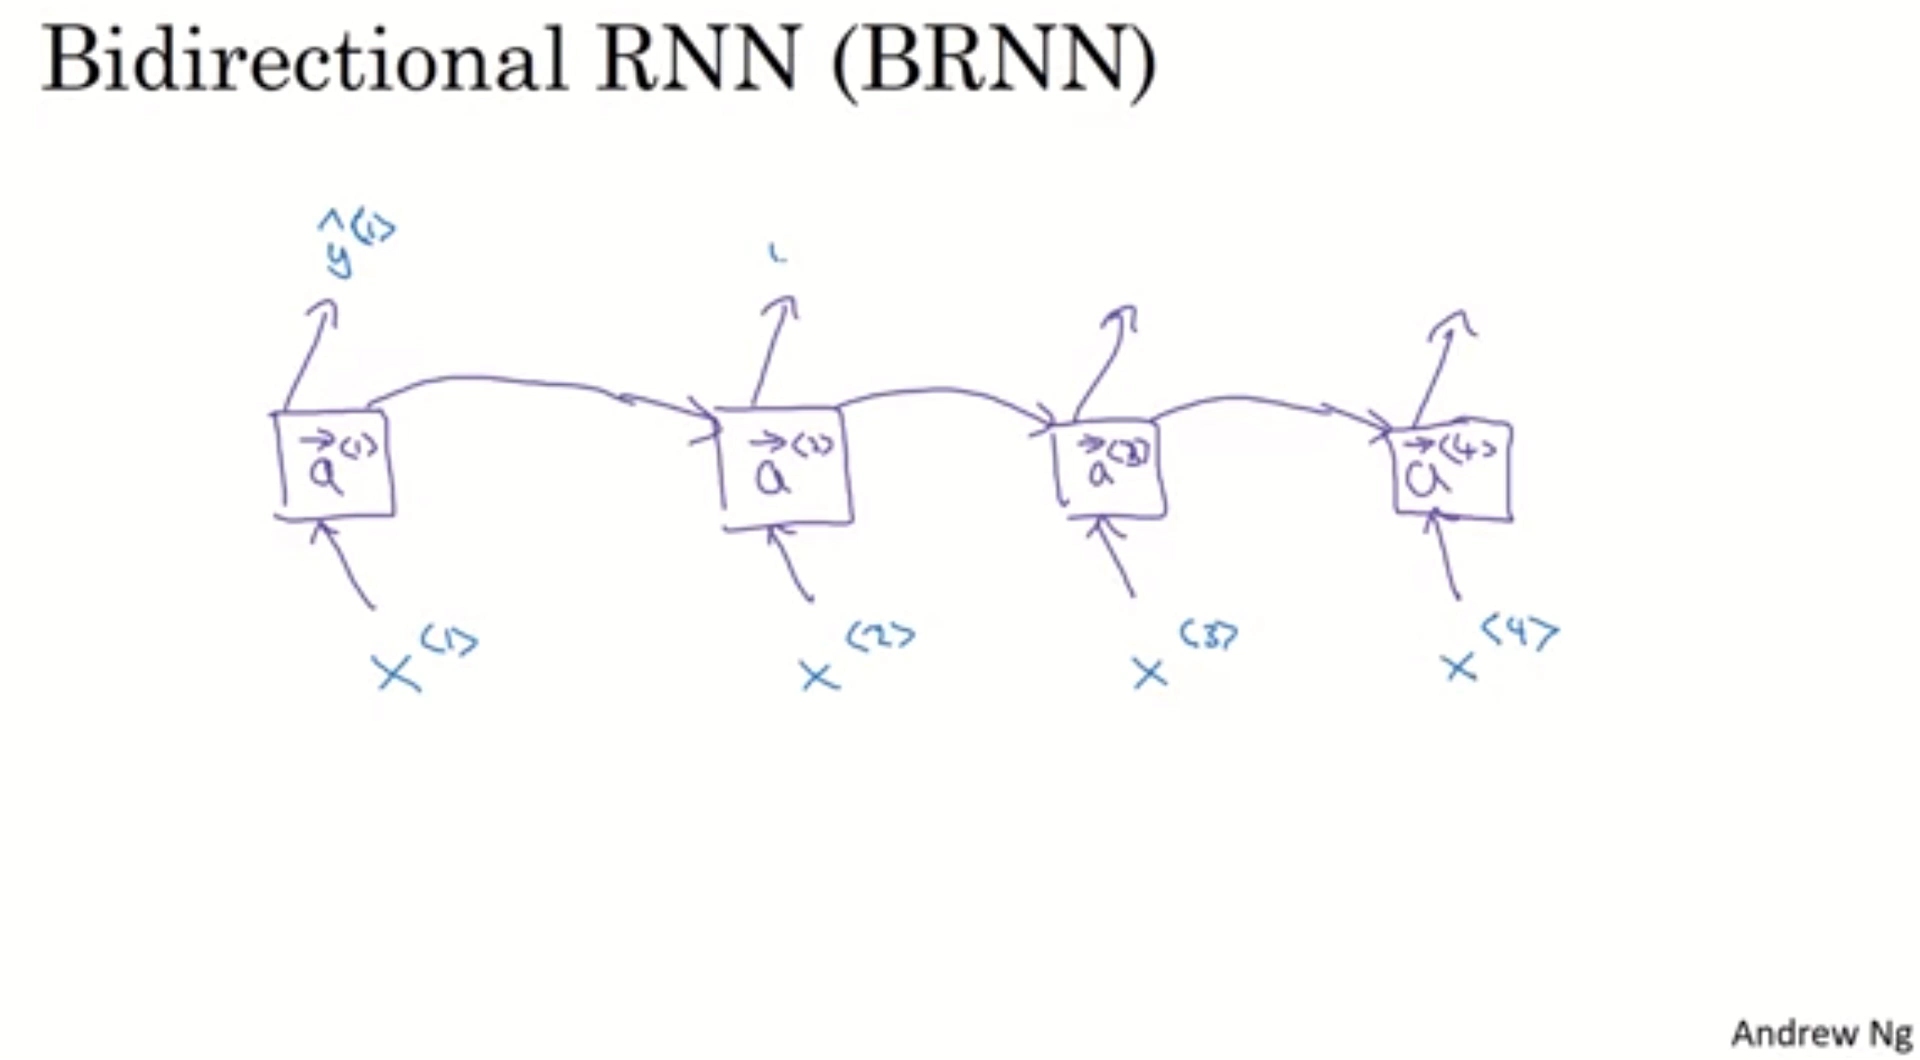 Bidirectional RNN (BRNN)
ŷ<1>
a→<1> a→<2> a→<3> a→<4>
x<1> x<2> x<3> x<4>
Andrew Ng